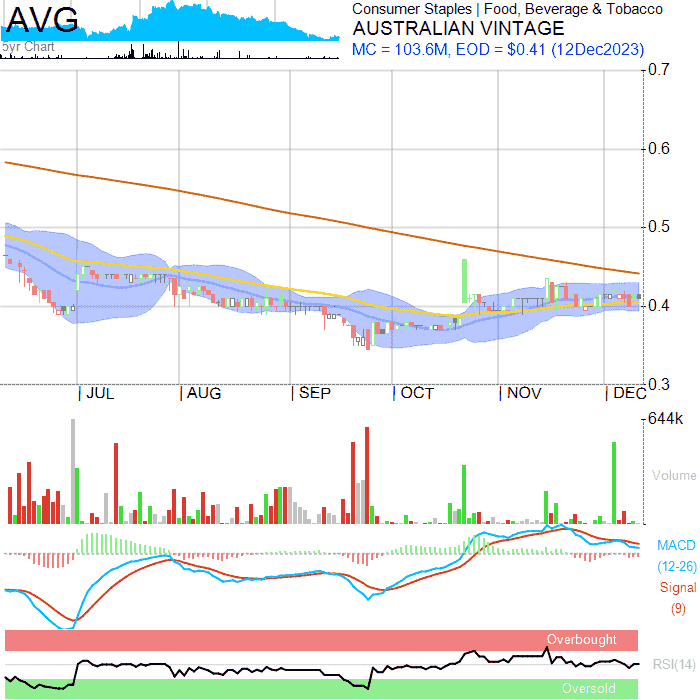 AVG
5yr Chart
Consumer Staples | Food, Beverage & Tobacco
AUSTRALIAN VINTAGE
MC = 103.6M, EOD = $0.41 (12Dec2023)
0.7
0.6
0.5
0.4
0.3
| JUL | AUG | SEP | OCT | NOV | DEC
644k
Volume
MACD
(12-26)
Signal
(9)
Overbought
RSI(14)
Oversold